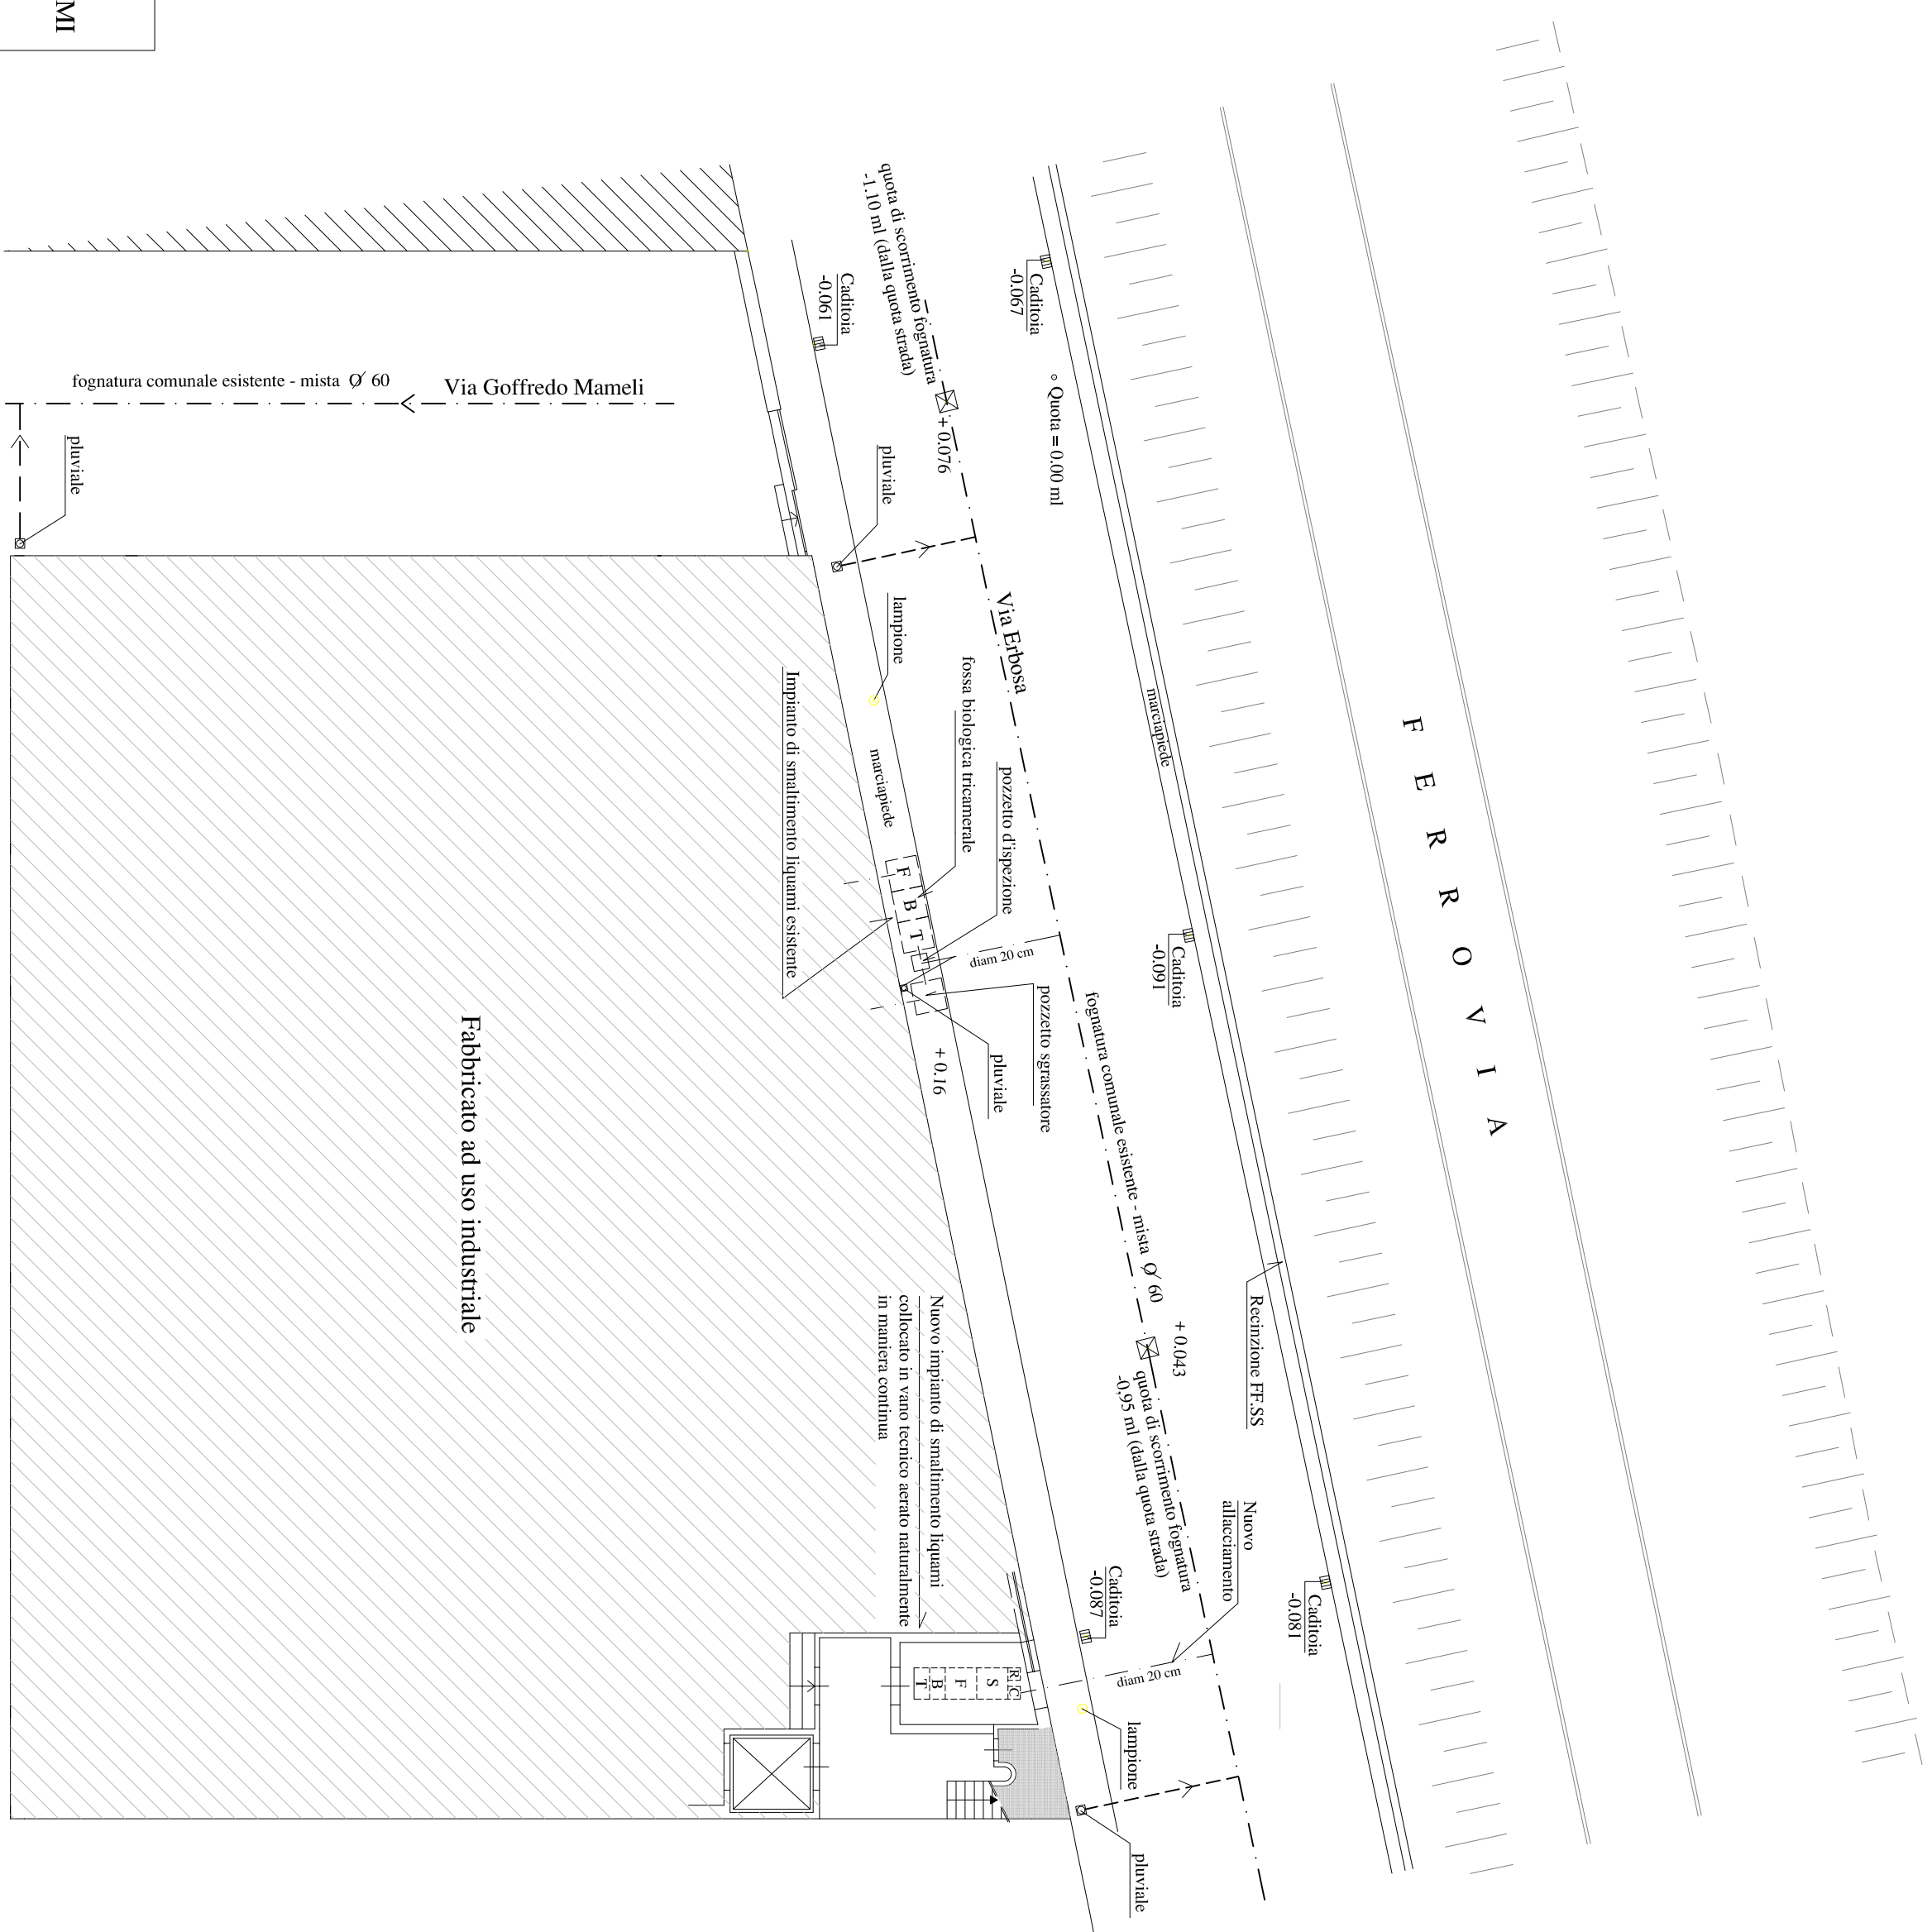 MI
quota di scorrimento fognatura
-1.10 ml (dalla quota strada)
Caditoia
-0.061
Caditoia
-0.067
fognatura comunale esistente - mista Ø 60
Via Goffredo Mameli
+ 0.076
Quota = 0.00 ml
pluviale
pluviale
lampione
Via Erbosa
fossa biologica tricamerale
pozzetto d'ispezione
Impianto di smaltimento liquami esistente
marciapiede
marciapiede
F E R R O V I A
F
B
T
diam 20 cm
Caditoia
-0.091
pozzetto sgrassatore
pluviale
+ 0.16
fognatura comunale esistente - mista Ø 60
Fabbricato ad uso industriale
+ 0.043
Recinzione FF.SS
quota di scorrimento fognatura
-0,95 ml (dalla quota strada)
Nuovo impianto di smaltimento liquami
collocato in vano tecnico aerato naturalmente
in maniera continua
Nuovo
allacciamento
Caditoia
-0.087
Caditoia
-0.081
diam 20 cm
R
C
S
F
B
T
lampione
pluviale